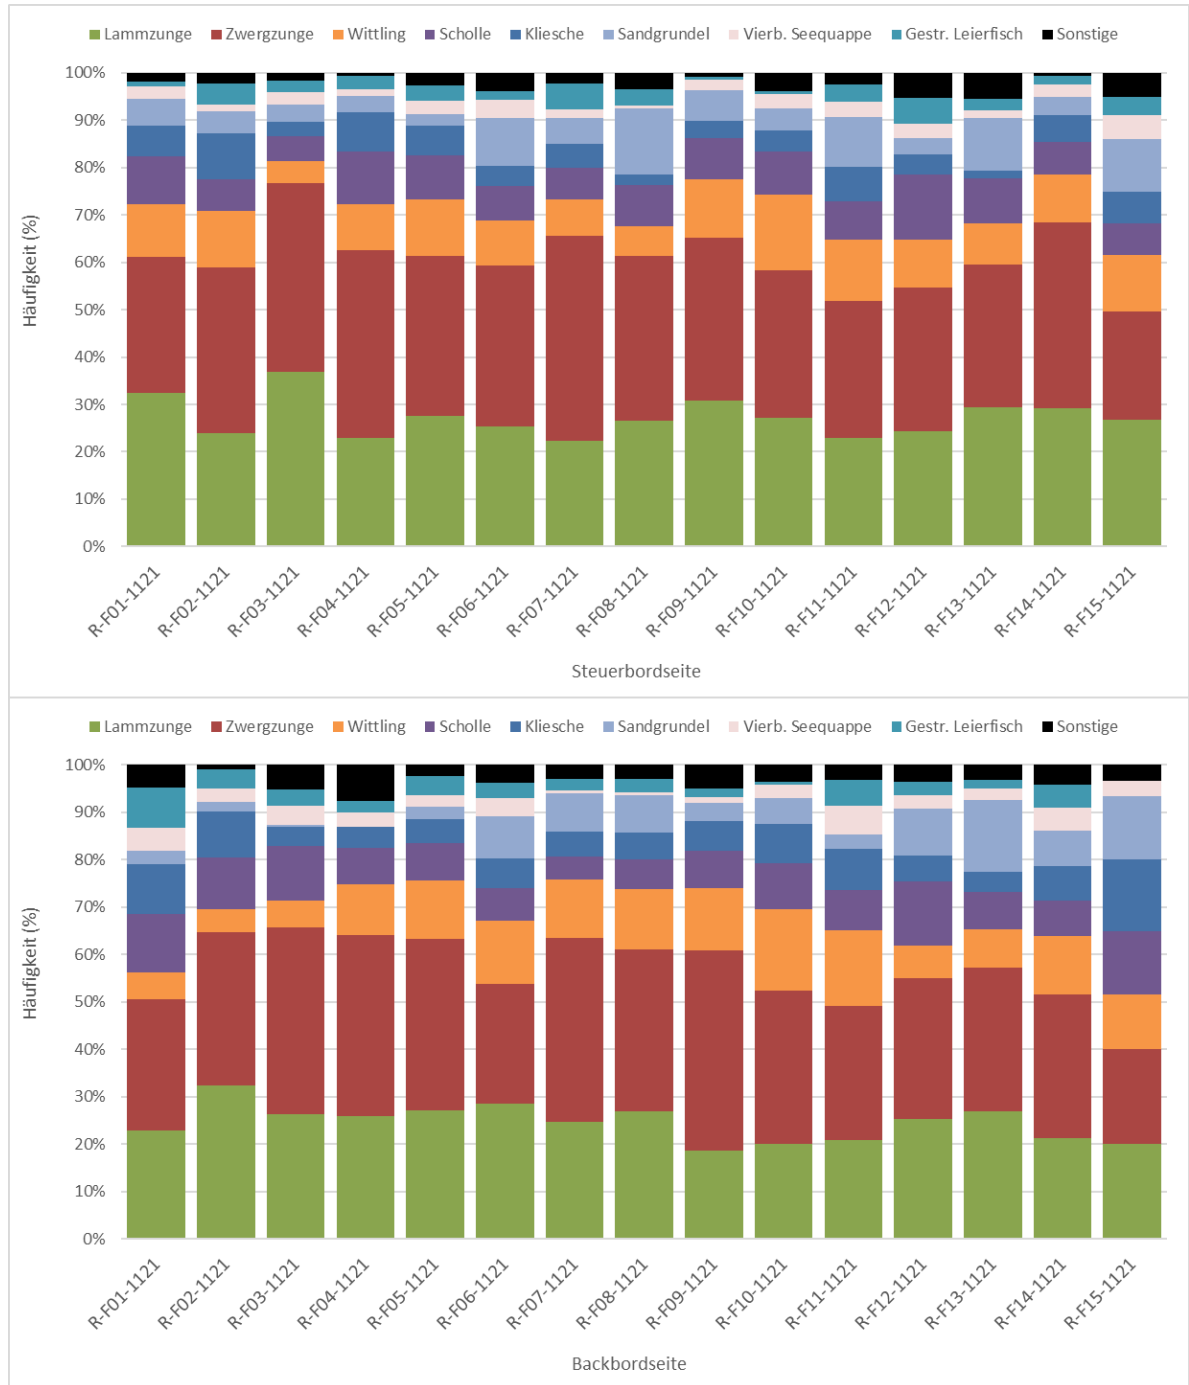 Lammzunge Zwergzunge Wittling Scholle Kliesche Sandgrundel Vierb. Seequappe Gestr. Leierfisch Sonstige
100%
90%
80%
70%
60%
50%
40%
30%
20%
10%
0%
Häufigkeit (%)
R-F01-1121 R-F02-1121 R-F03-1121 R-F04-1121 R-F05-1121 R-F06-1121 R-F07-1121 R-F08-1121 R-F09-1121 R-F10-1121 R-F11-1121 R-F12-1121 R-F13-1121 R-F14-1121 R-F15-1121
Steuerbordseite
Lammzunge Zwergzunge Wittling Scholle Kliesche Sandgrundel Vierb. Seequappe Gestr. Leierfisch Sonstige
100%
90%
80%
70%
60%
50%
40%
30%
20%
10%
0%
Häufigkeit (%)
R-F01-1121 R-F02-1121 R-F03-1121 R-F04-1121 R-F05-1121 R-F06-1121 R-F07-1121 R-F08-1121 R-F09-1121 R-F10-1121 R-F11-1121 R-F12-1121 R-F13-1121 R-F14-1121 R-F15-1121
Backbordseite